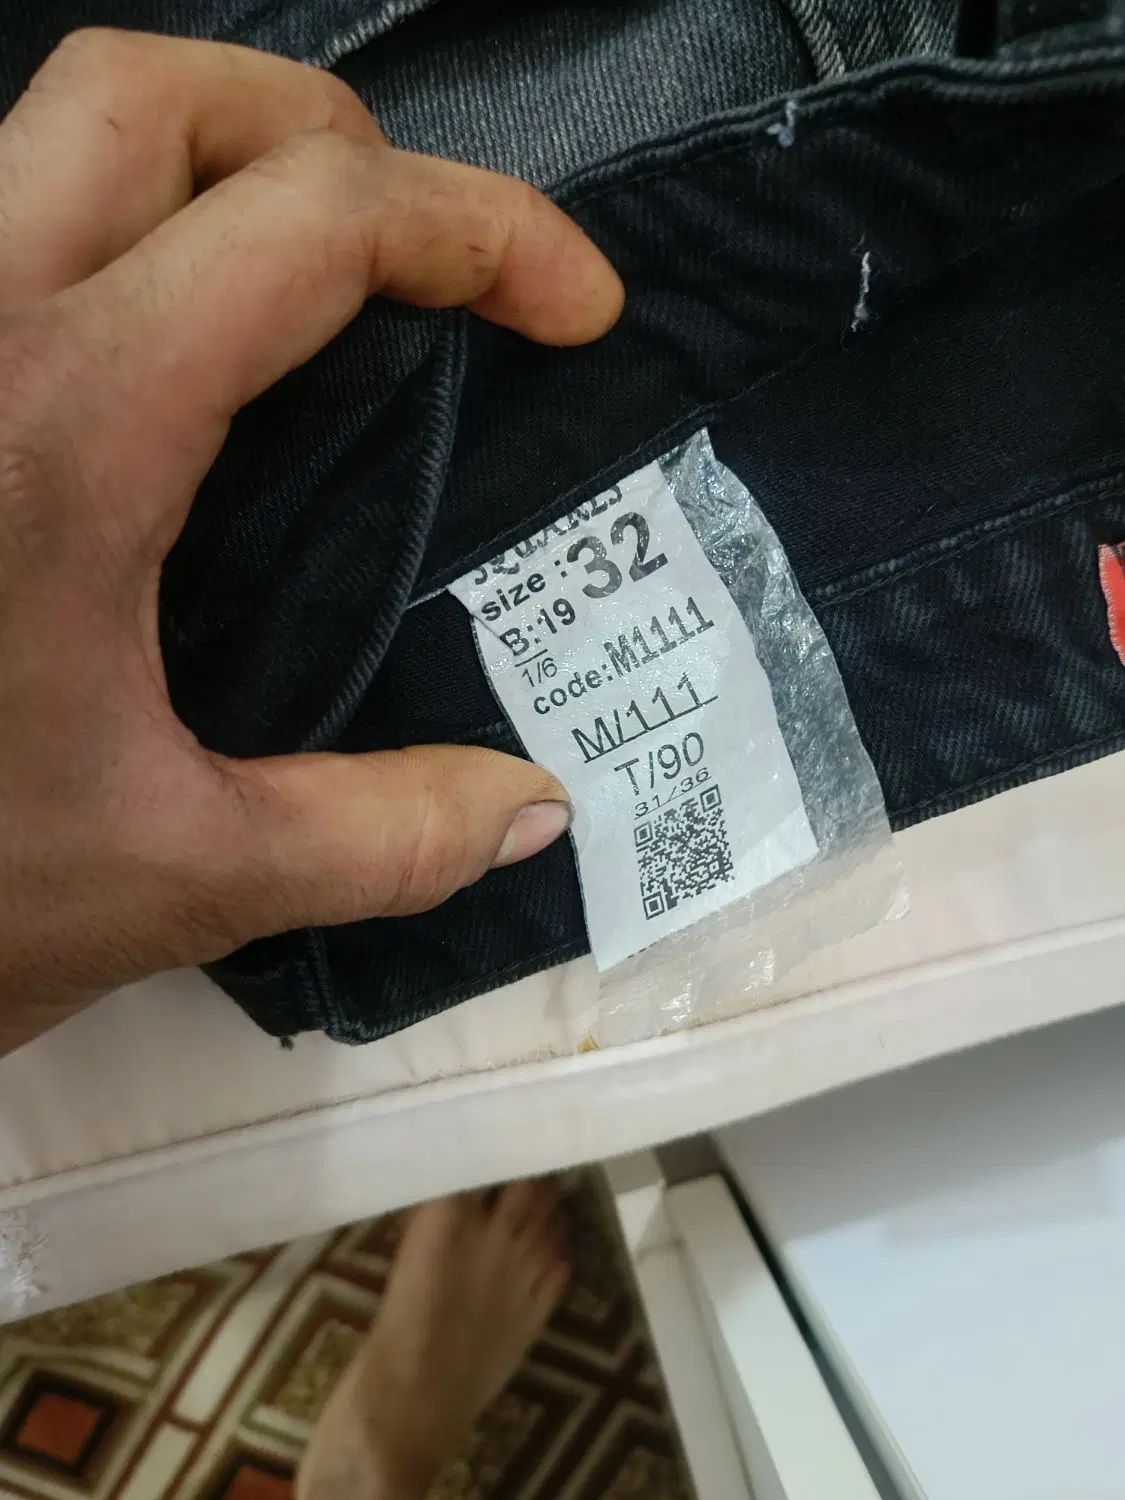 size : 32
B:19
1/6
code:M1111
M/111
T/90
31/36